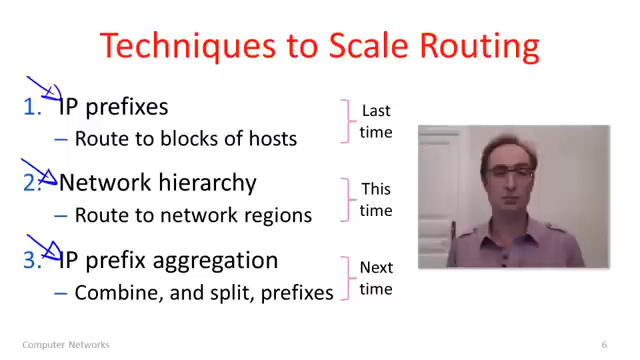 Techniques to Scale Routing
1. IP prefixes
– Route to blocks of hosts
Last
time
2. Network hierarchy
– Route to network regions
This
time
3. IP prefix aggregation
– Combine, and split, prefixes
Next
time
Computer Networks
6